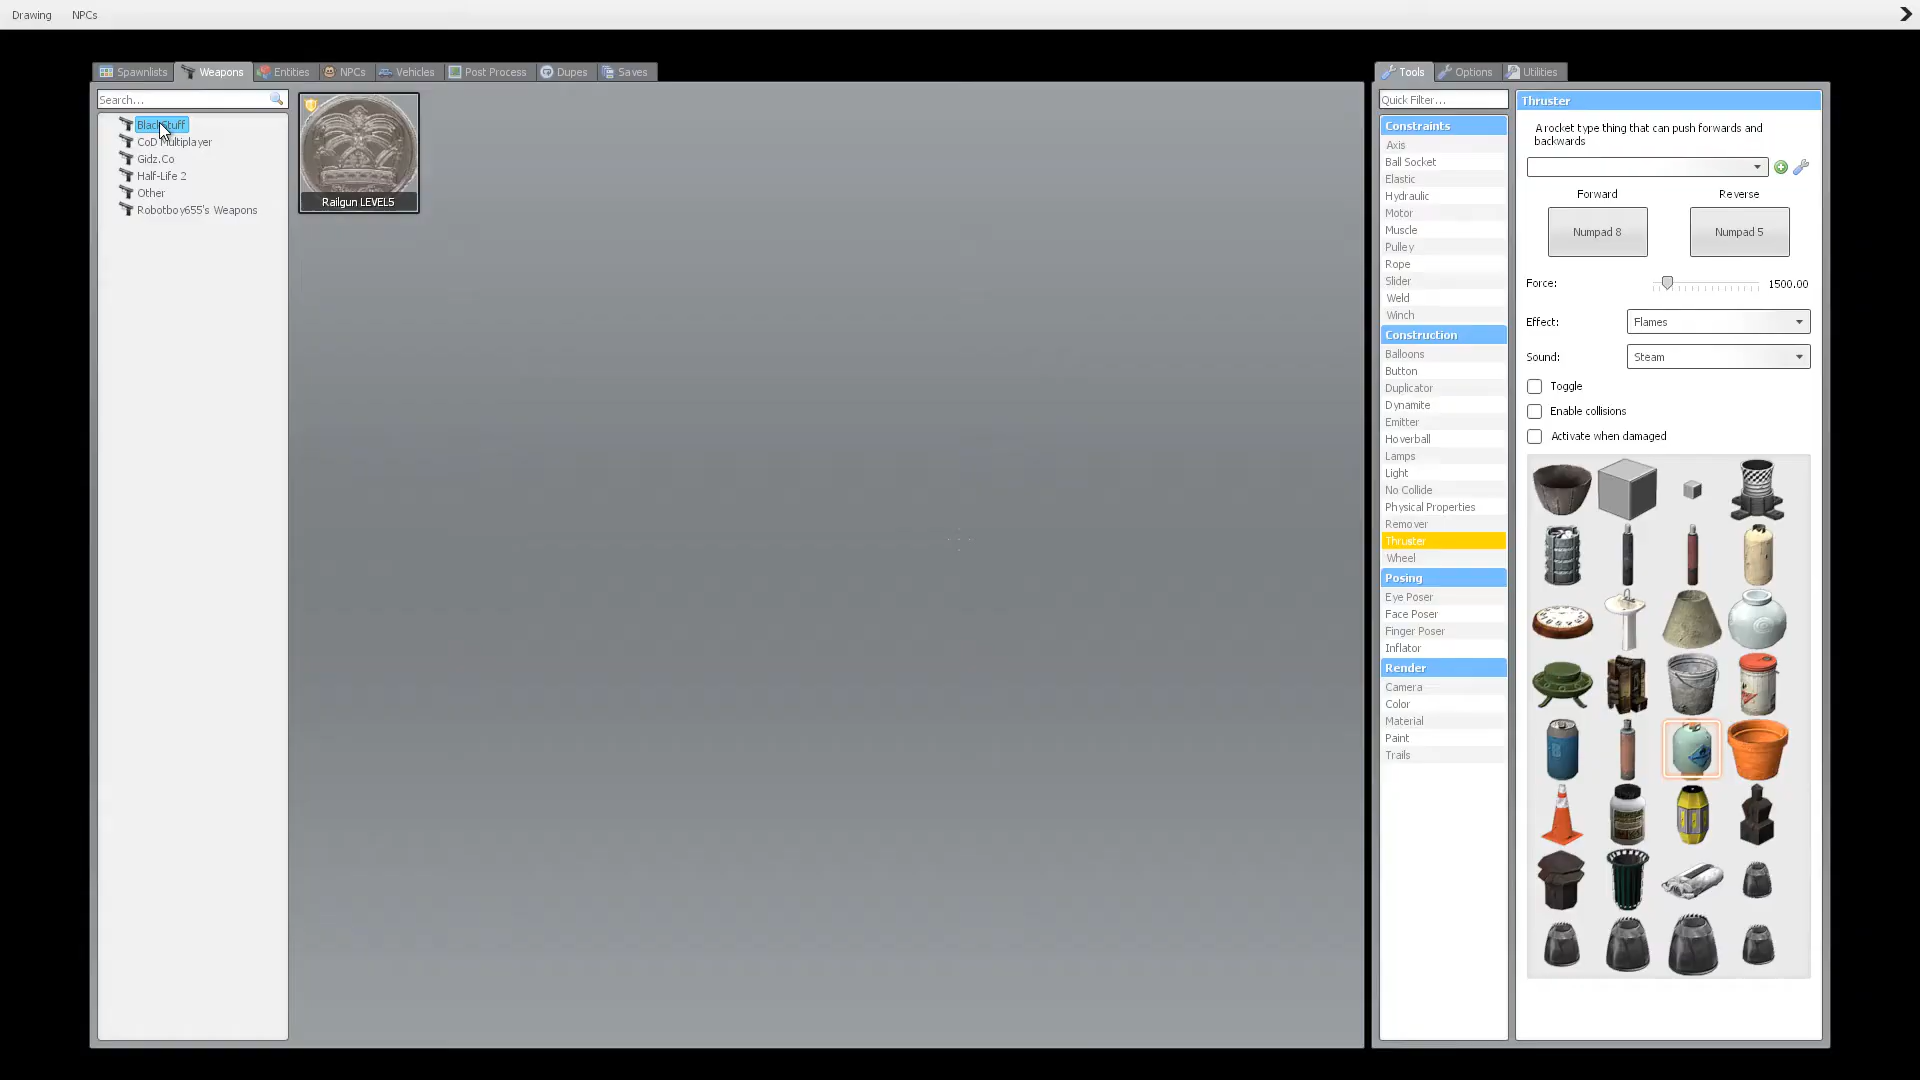 Drawing NPCs
Spawnlists Weapons Entities NPCs Vehicles Post Process Dupes Saves
Search...
CoD Multiplayer
Gidz.Co
Half-Life 2
Other
Robotboy655's Weapons
Railgun LEVEL5
Tools Options Utilities
Quick Filter...
Constraints
Axis
Ball Socket
Elastic
Hydraulic
Motor
Muscle
Pulley
Rope
Slider
Weld
Winch
Construction
Balloons
Button
Duplicator
Dynamite
Emitter
Hoverball
Lamps
Light
No Collide
Physical Properties
Remover
Thruster
Wheel
Posing
Eye Poser
Face Poser
Finger Poser
Inflator
Render
Camera
Color
Material
Paint
Trails
Thruster
A rocket type thing that can push forwards and
backwards
Forward Reverse
Numpad 8 Numpad 5
Force: 1500.00
Effect: Flames
Sound: Steam
Toggle
Enable collisions
Activate when damaged